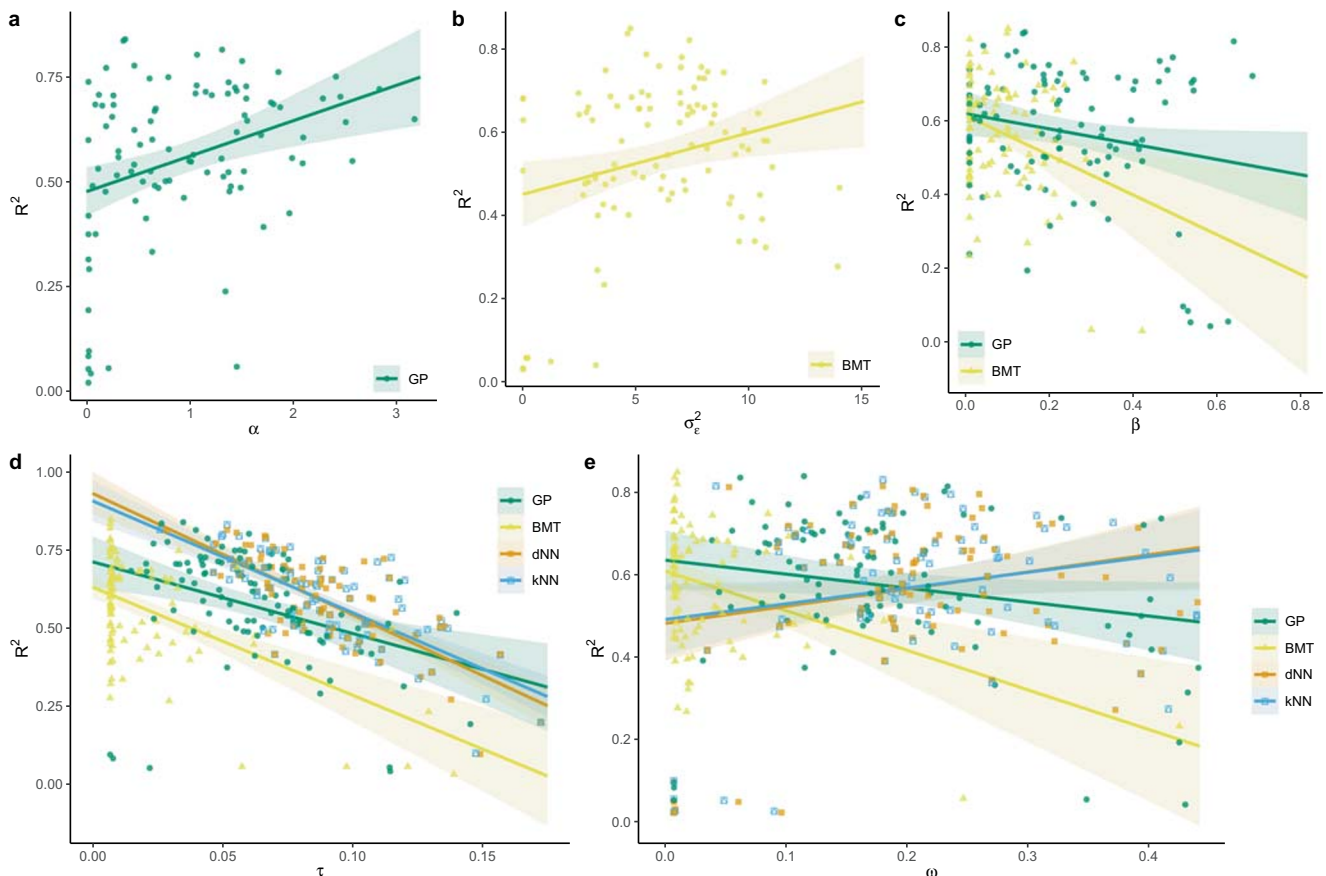 a
R²
0.75
0.50
0.25
0.00
0 1 2 3
α
GP
b
R²
0.8
0.6
0.4
0.2
0.0
0 5 10 15
σ²ε
BMT
c
R²
0.8
0.6
0.4
0.2
0.0
0.0 0.2 0.4 0.6 0.8
β
GP
BMT
d
R²
1.00
0.75
0.50
0.25
0.00
0.00 0.05 0.10 0.15
τ
GP
BMT
dNN
kNN
e
R²
0.8
0.6
0.4
0.2
0.0
0.0 0.1 0.2 0.3 0.4
φ
GP
BMT
dNN
kNN